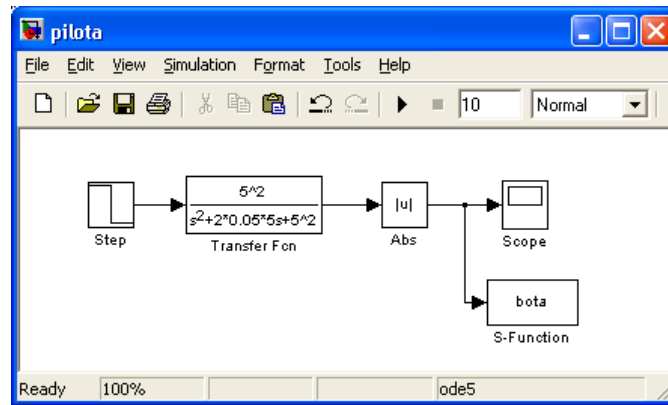 pilota
File Edit View Simulation Format Tools Help
10 Normal
5^2
s2+2*0.05*5s+5^2
|u|
Step
Transfer Fcn
Abs
Scope
bota
S-Function
Ready 100% ode5